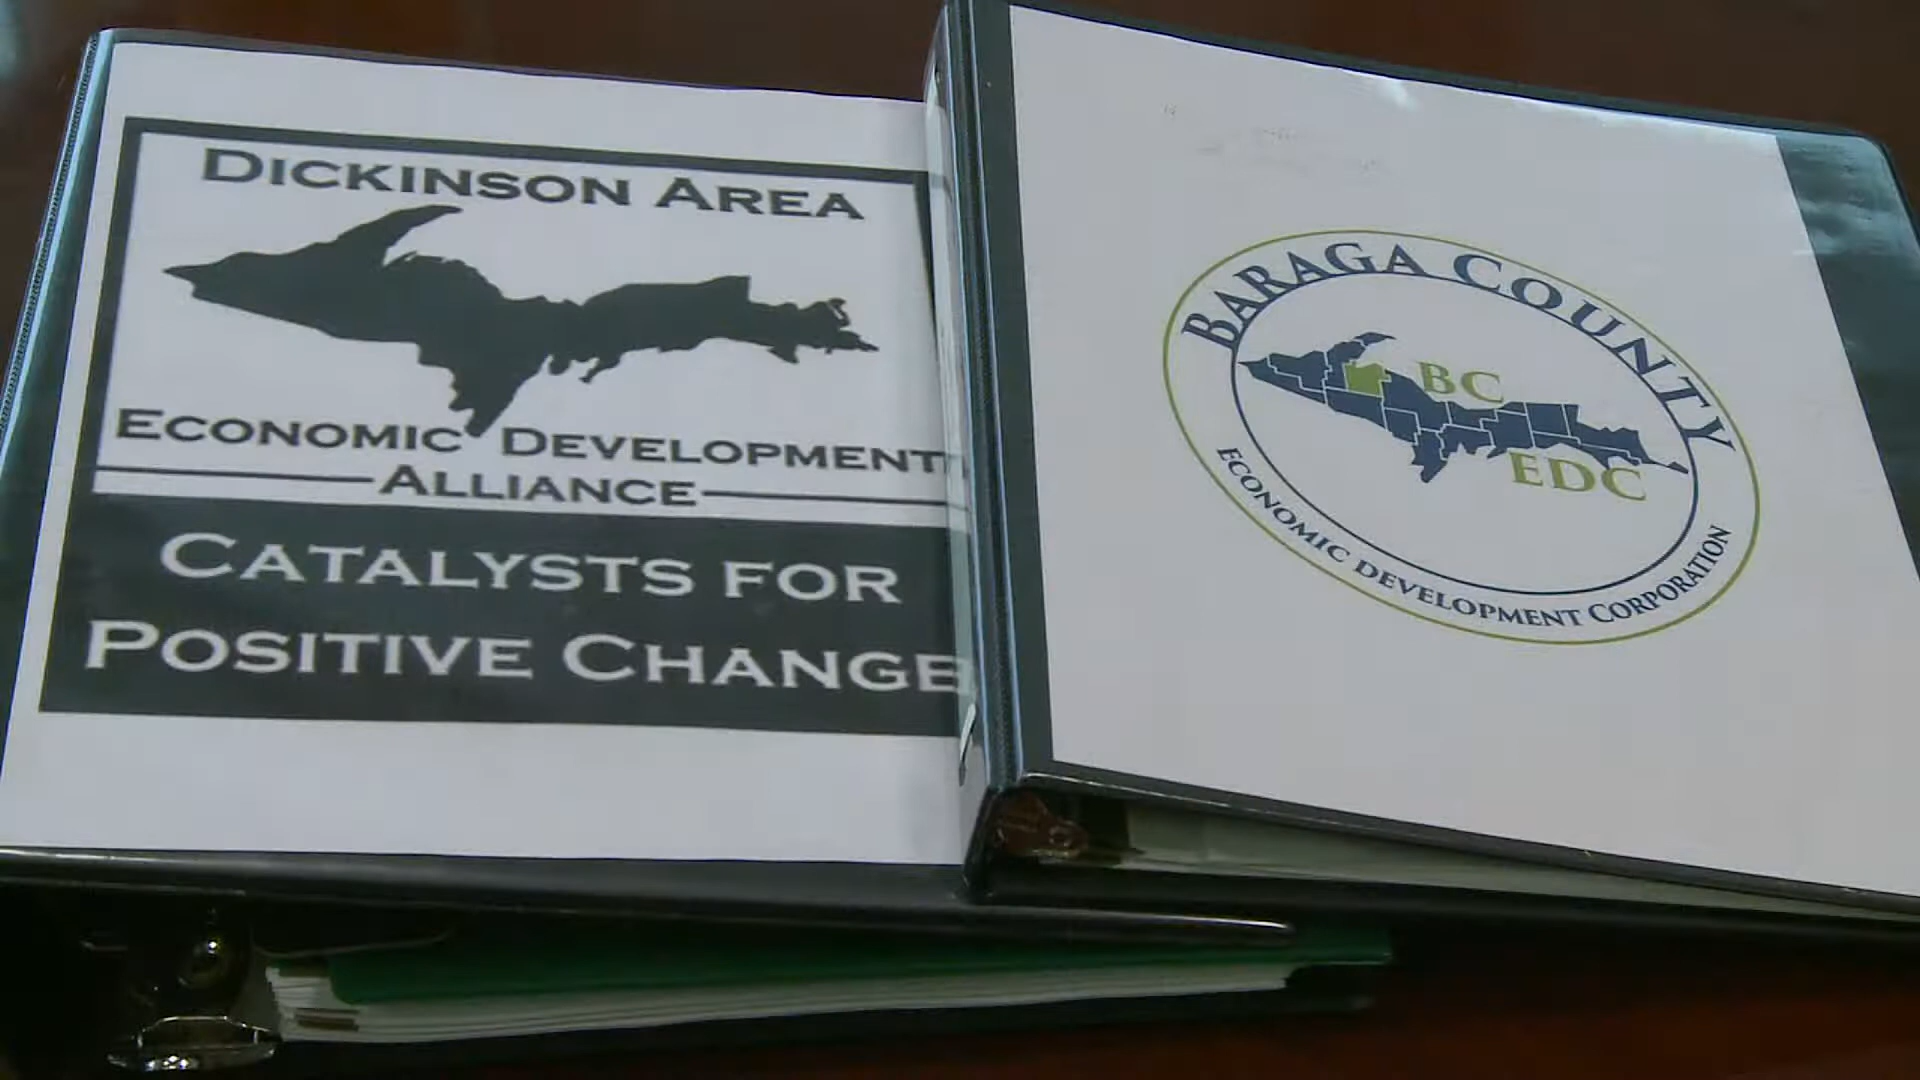 DICKINSON AREA
ECONOMIC DEVELOPMENT
ALLIANCE
CATALYSTS FOR
POSITIVE CHANGE
BARAGA COUNTY
BC
EDC
ECONOMIC DEVELOPMENT CORPORATION